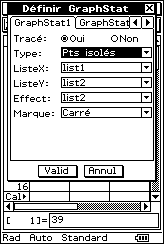 Définir GraphStat
GraphStat1 GraphStat
Tracé: Oui Non
Type: Pts isolés
ListeX: list1
ListeY: list2
Effect: list2
Marque: Carré
Valid Annul
16
Cal
[ 1]= 39
Rad Auto Standard